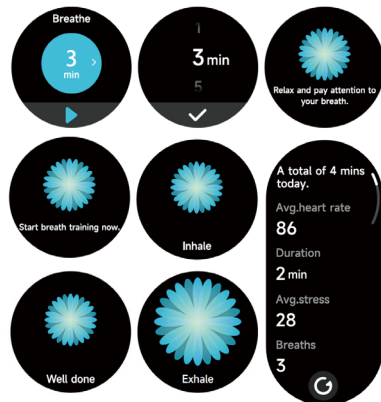 Breathe
3
min
1
3 min
5
Relax and pay attention to
your breath.
Start breath training now.
Inhale
A total of 4 mins
today.
Avg.heart rate
86
Duration
2 min
Avg.stress
28
Breaths
3
Well done
Exhale